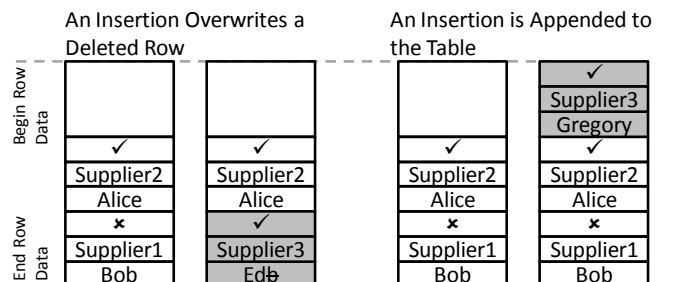 An Insertion Overwrites a
Deleted Row
An Insertion is Appended to
the Table
Begin Row
Data
End Row
Data
✓
Supplier2
Alice
✗
Supplier1
Bob
✓
Supplier2
Alice
✓
Supplier3
Edb
✓
Supplier2
Alice
✗
Supplier1
Bob
✓
Supplier3
Gregory
✓
Supplier2
Alice
✗
Supplier1
Bob